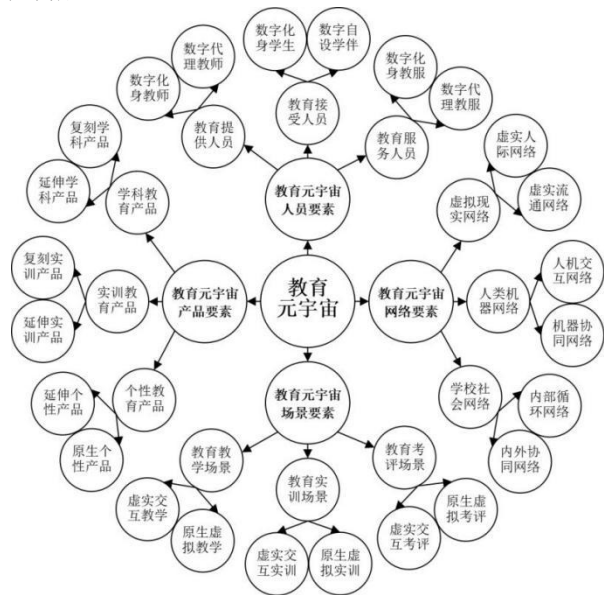 数字化
身学生
数字自
设学伴
数字代
理教师
数字化
身教师
数字化
身教服
数字代
理教服
教育提
供人员
教育接
受人员
教育服
务人员
复刻学
科产品
延伸学
科产品
学科教
育产品
教育元宇宙
人员要素
虚拟现
实网络
虚实人
际网络
虚实流
通网络
复刻实
训产品
延伸实
训产品
实训教
育产品
教育元宇宙
产品要素
教育
元宇宙
教育元宇宙
网络要素
人类机
器网络
人机交
互网络
机器协
同网络
延伸个
性产品
原生个
性产品
个性教
育产品
教育元宇宙
场景要素
学校社
会网络
内部循
环网络
内外协
同网络
教育教
学场景
教育实
训场景
教育考
评场景
虚实交
互教学
原生虚
拟教学
虚实交
互实训
原生虚
拟实训
虚实交
互考评
原生虚
拟考评